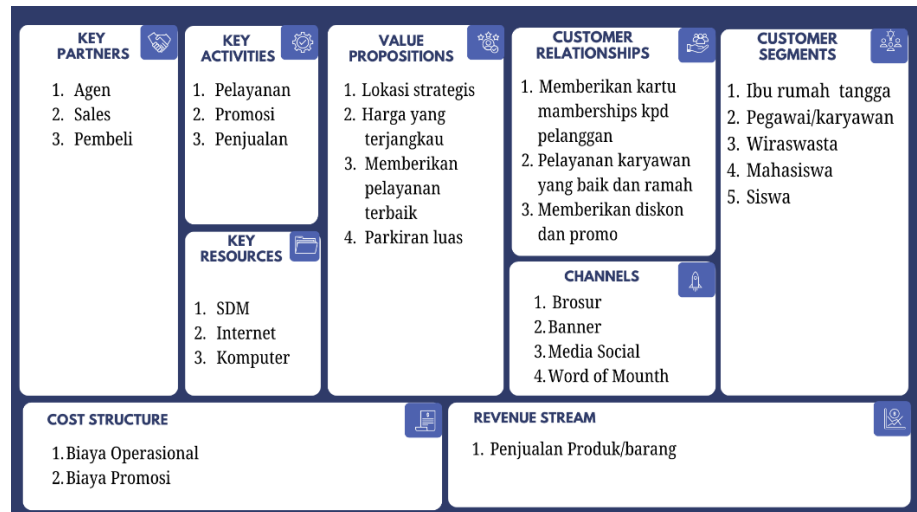 KEY
PARTNERS
1. Agen
2. Sales
3. Pembeli
KEY
ACTIVITIES
1. Pelayanan
2. Promosi
3. Penjualan
KEY
RESOURCES
1. SDM
2. Internet
3. Komputer
VALUE
PROPOSITIONS
1. Lokasi strategis
2. Harga yang
terjangkau
3. Memberikan
pelayanan
terbaik
4. Parkiran luas
CUSTOMER
RELATIONSHIPS
1. Memberikan kartu
mamberships kpd
pelanggan
2. Pelayanan karyawan
yang baik dan ramah
3. Memberikan diskon
dan promo
CHANNELS
1. Brosur
2. Banner
3. Media Social
4. Word of Mounth
CUSTOMER
SEGMENTS
1. Ibu rumah tangga
2. Pegawai/karyawan
3. Wiraswasta
4. Mahasiswa
5. Siswa
COST STRUCTURE
1. Biaya Operasional
2. Biaya Promosi
REVENUE STREAM
1. Penjualan Produk/barang